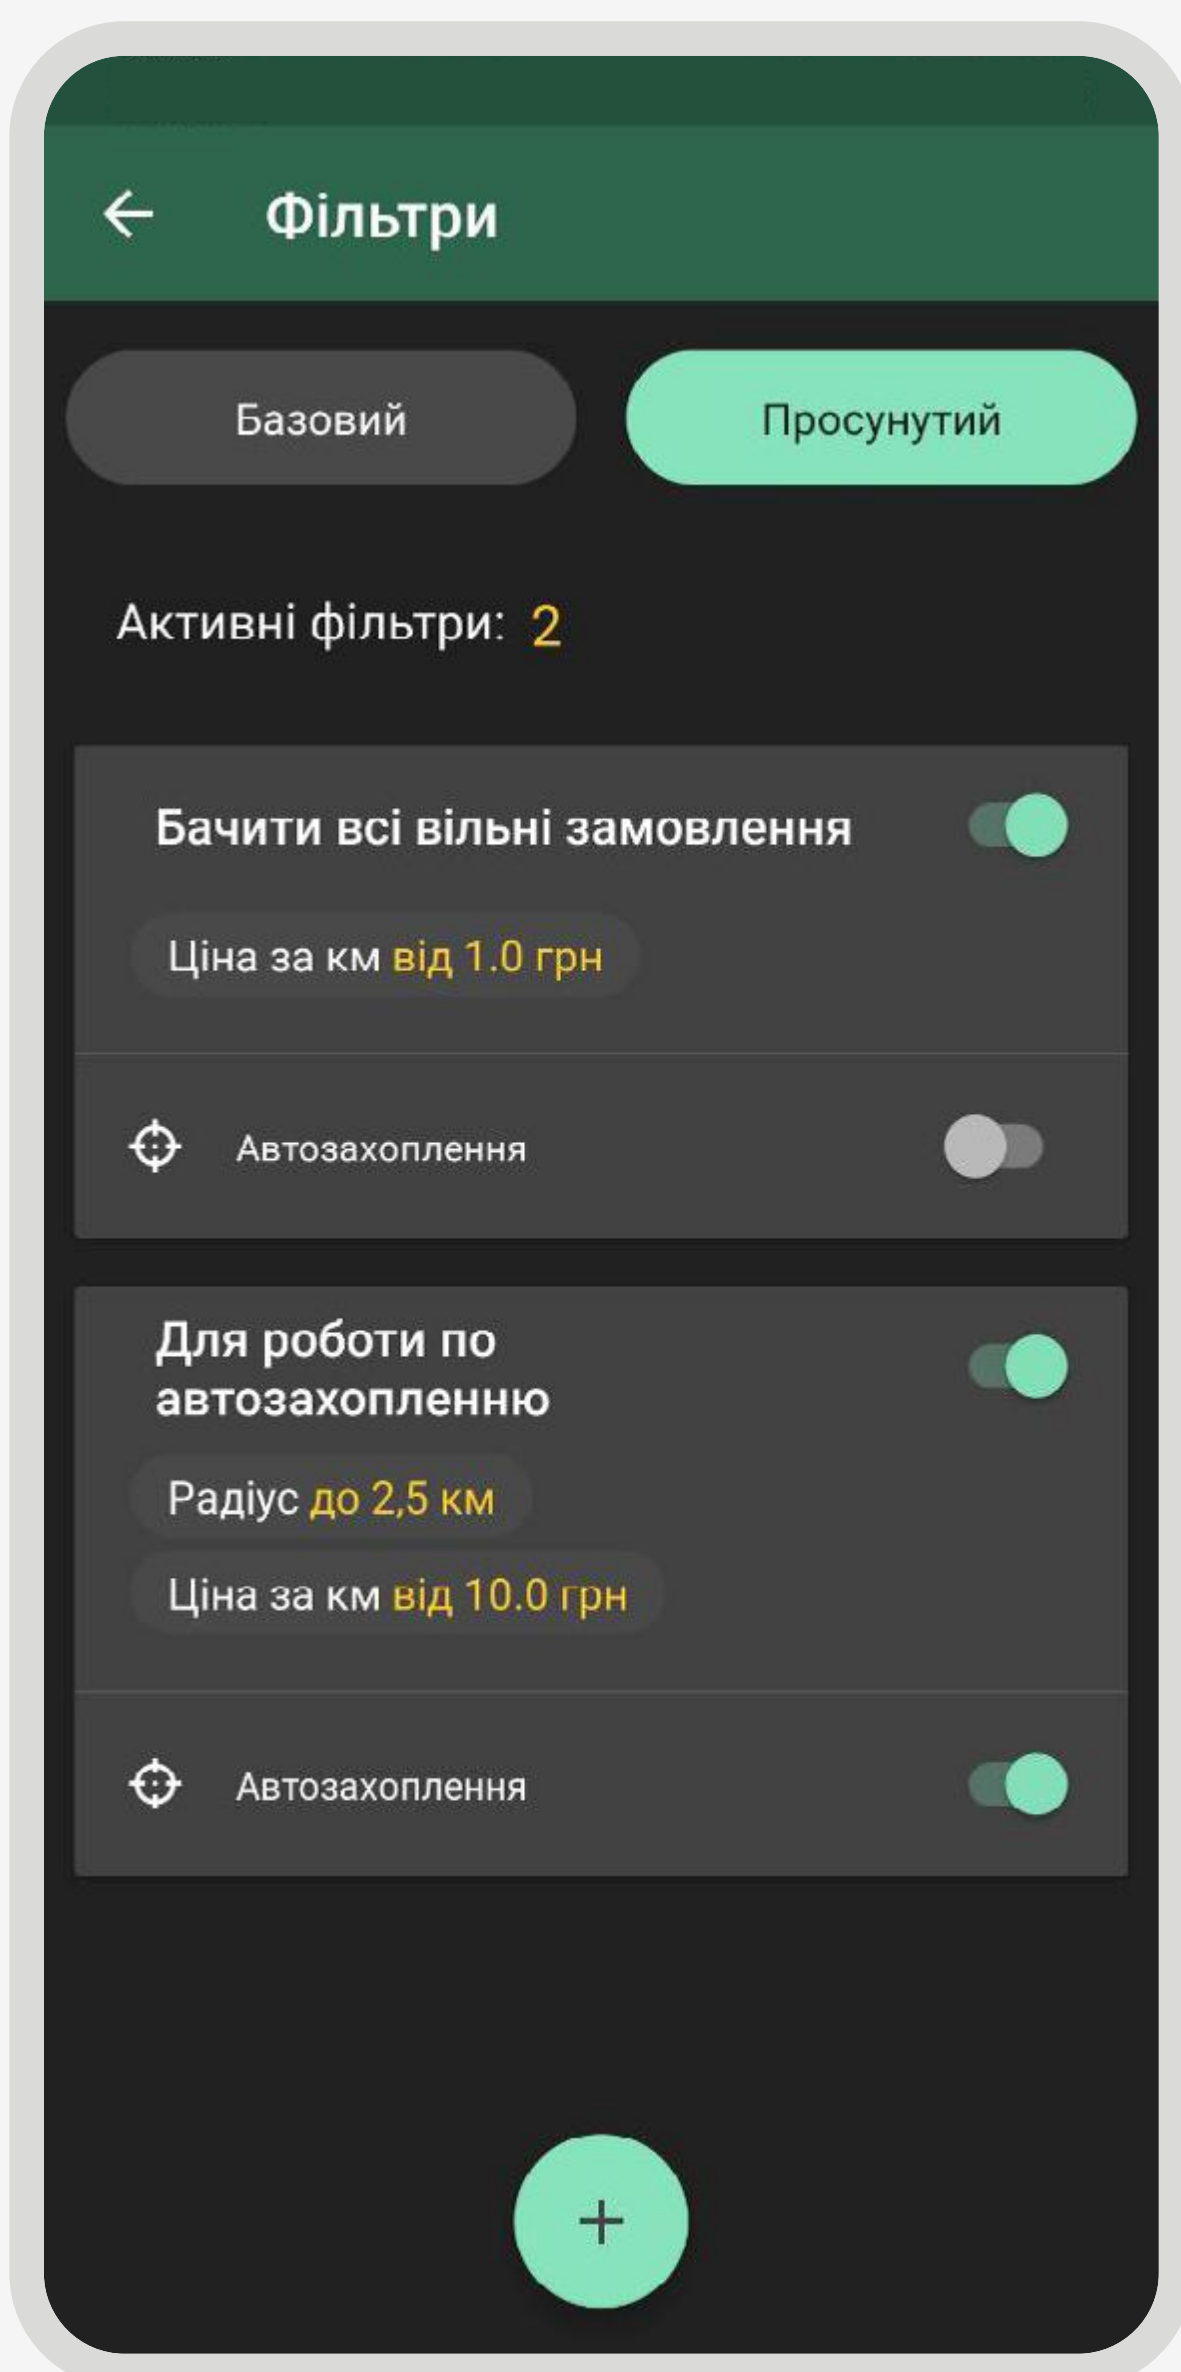 Фільтри
Базовий
Просунутий
Активні фільтри: 2
Бачити всі вільні замовлення
Ціна за км від 1.0 грн
Автозахоплення
Для роботи по
автозахопленню
Радіус до 2,5 км
Ціна за км від 10.0 грн
Автозахоплення
+